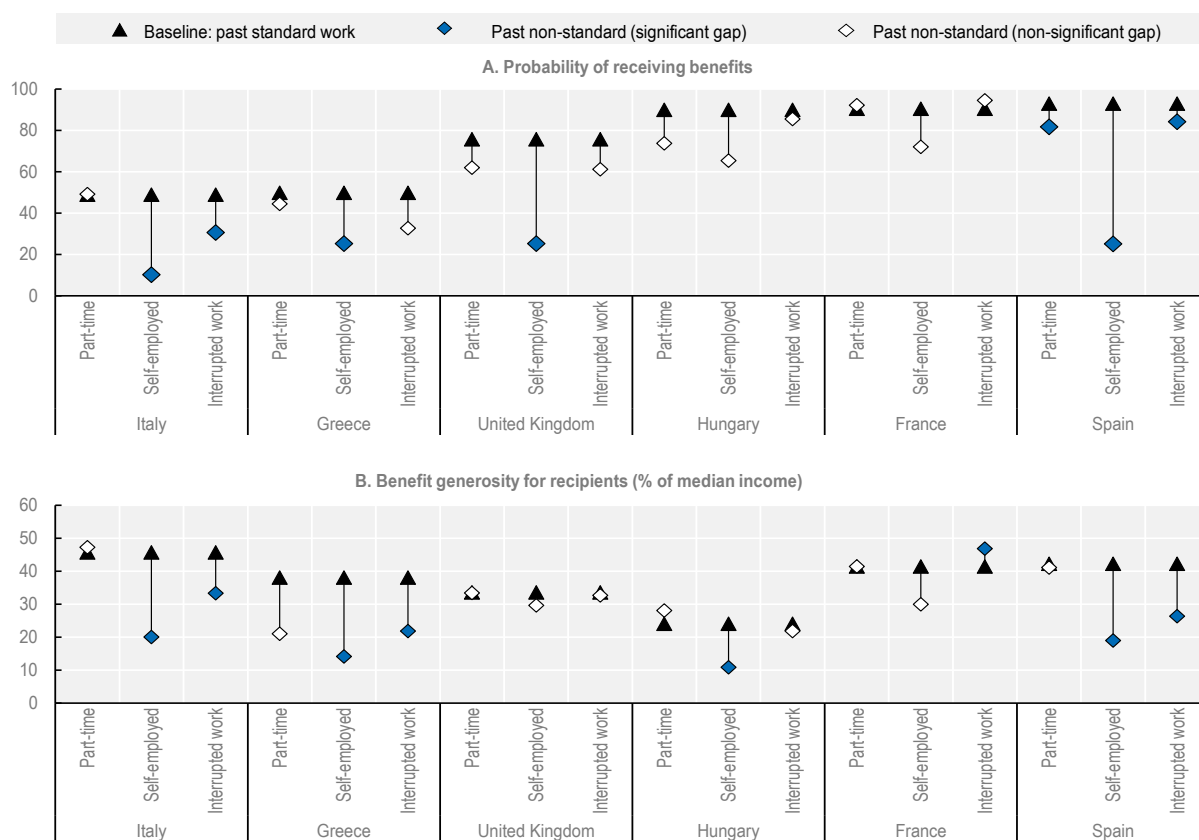 Baseline: past standard work Past non-standard (significant gap) Past non-standard (non-significant gap)
A. Probability of receiving benefits
100
80
60
40
20
0
Part-time Self-employed Interrupted work Part-time Self-employed Interrupted work Part-time Self-employed Interrupted work Part-time Self-employed Interrupted work Part-time Self-employed Interrupted work Part-time Self-employed Interrupted work
Italy Greece United Kingdom Hungary France Spain
B. Benefit generosity for recipients (% of median income)
60
50
40
30
20
10
0
Part-time Self-employed Interrupted work Part-time Self-employed Interrupted work Part-time Self-employed Interrupted work Part-time Self-employed Interrupted work Part-time Self-employed Interrupted work Part-time Self-employed Interrupted work
Italy Greece United Kingdom Hungary France Spain